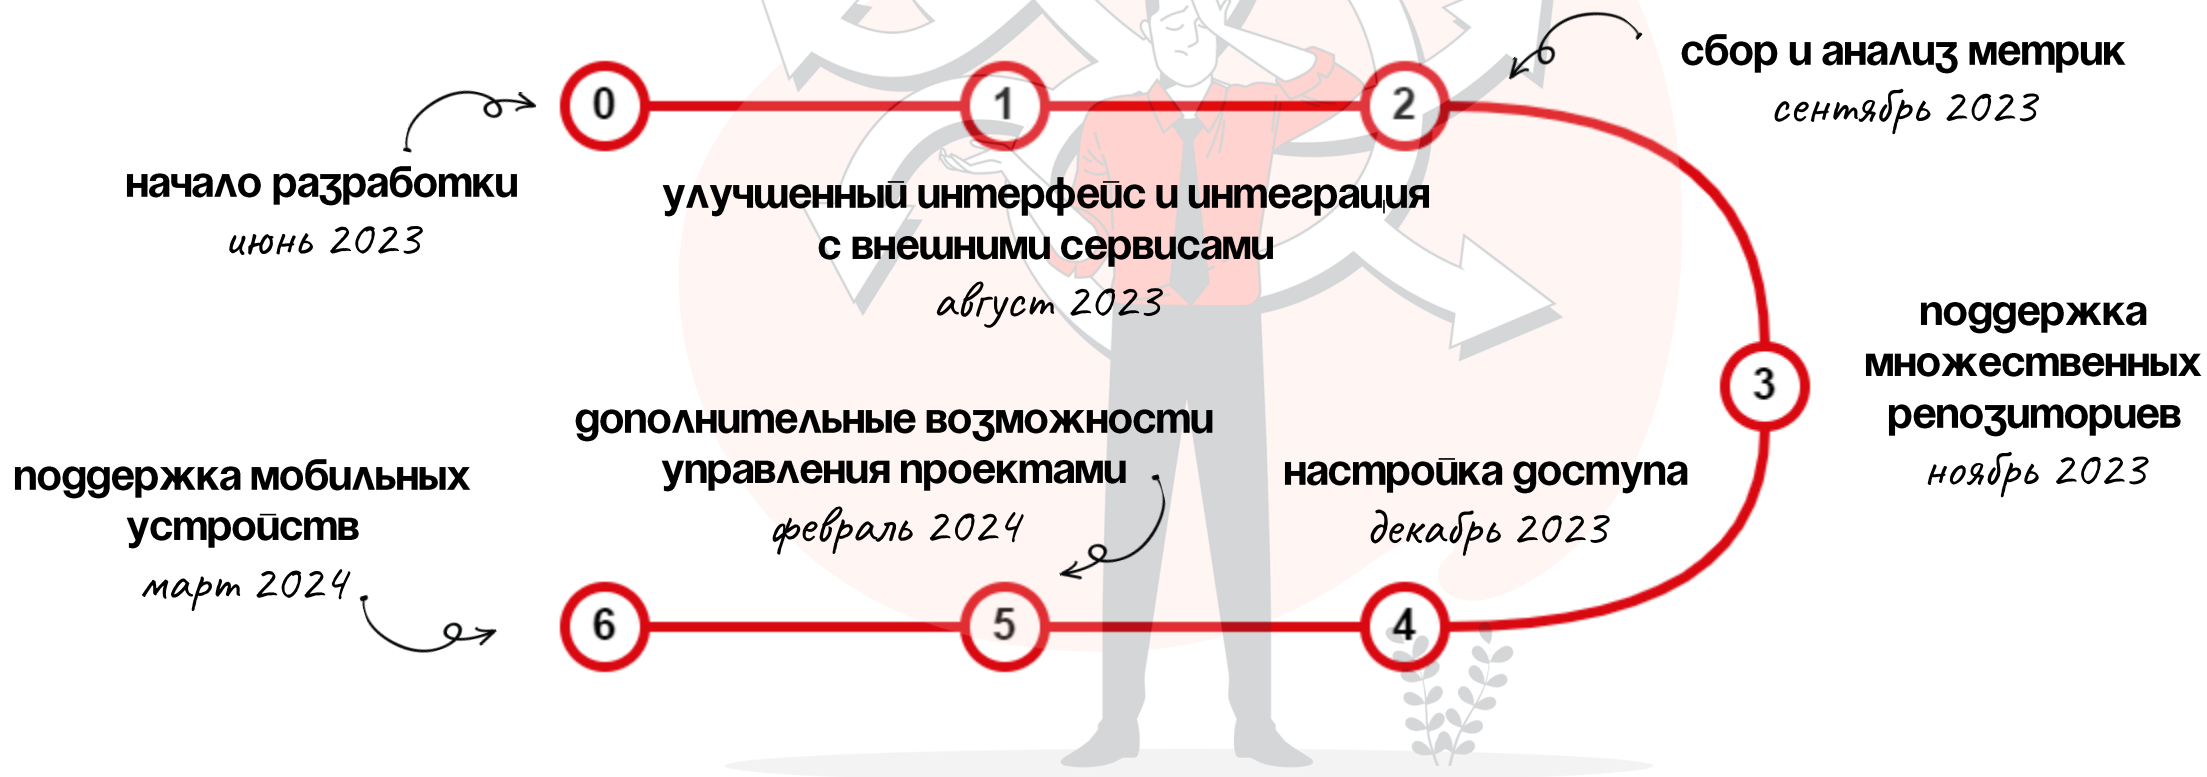 0
1
2
сбор и анализ метрик
сентябрь 2023
начало разработки
июнь 2023
улучшенный интерфейс и интеграция
с внешними сервисами
август 2023
3
поддержка
множественных
репозиториев
ноябрь 2023
настройка доступа
декабрь 2023
4
дополнительные возможности
управления проектами
февраль 2024
5
поддержка мобильных
устройств
март 2024
6